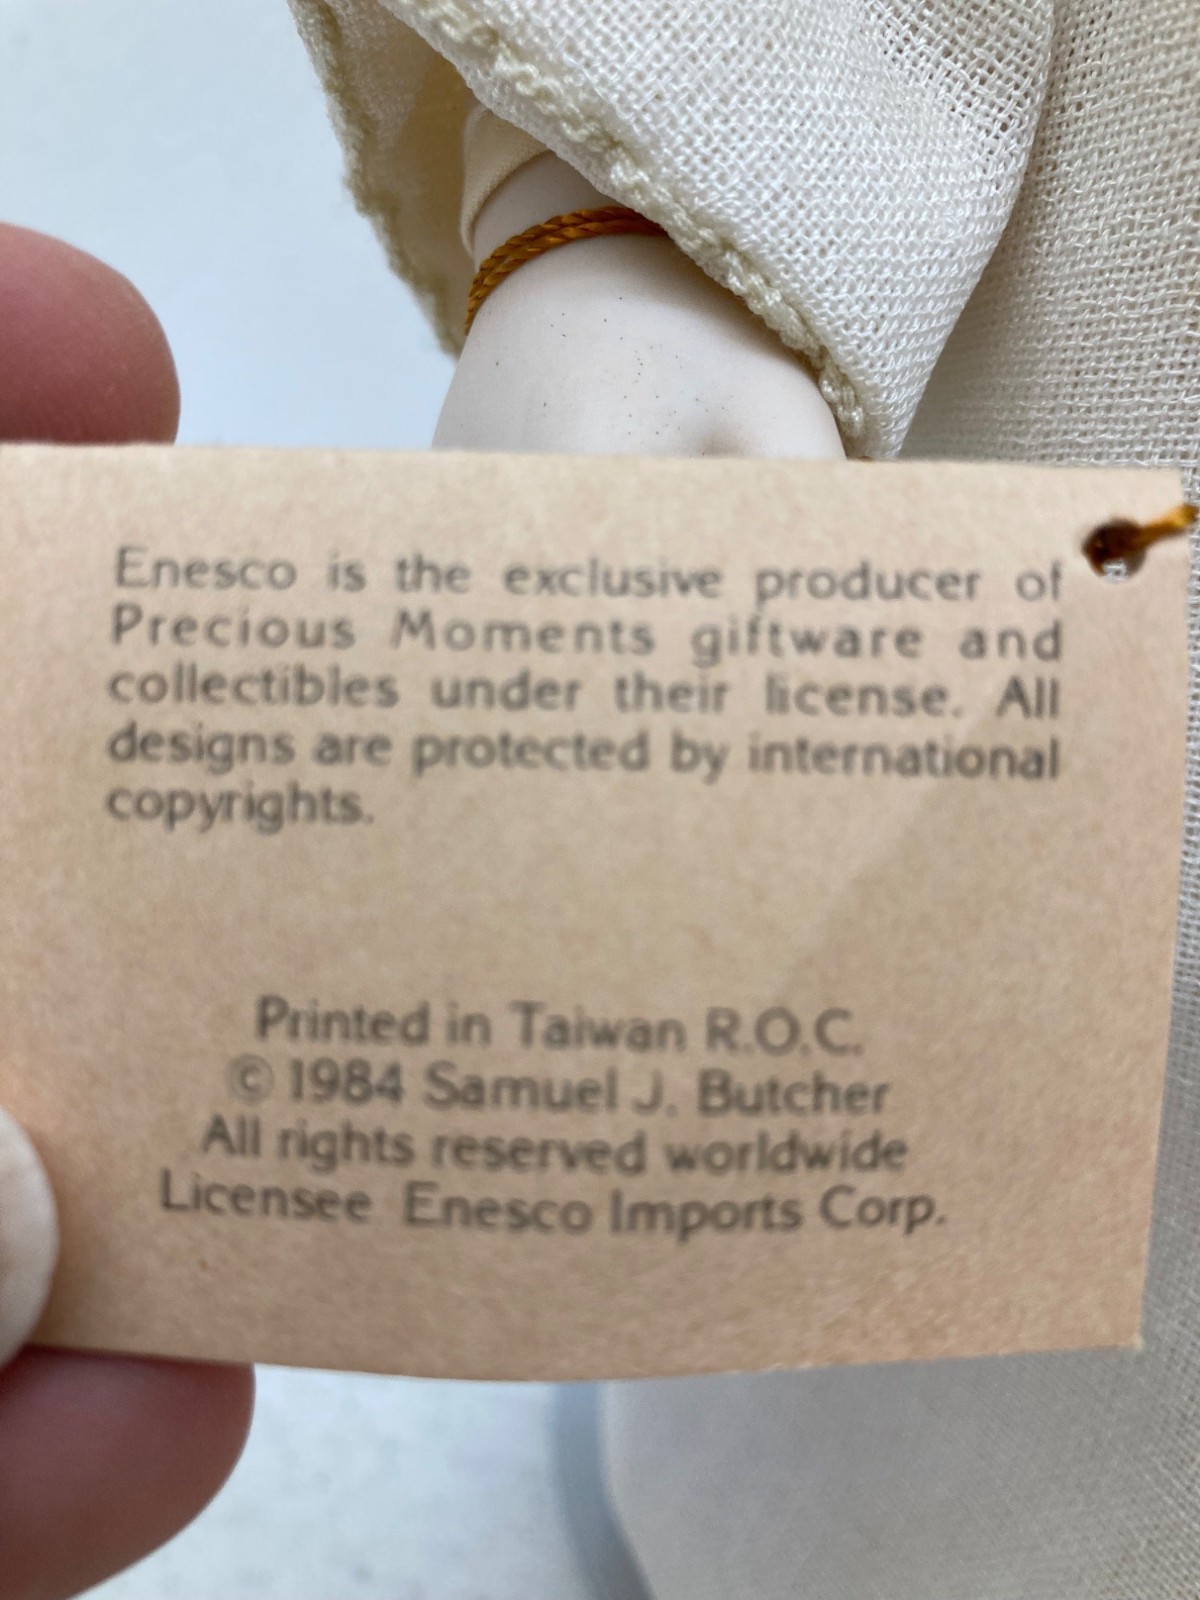 Enesco is the exclusive producer of
Precious Moments giftware and
collectibles under their license. All
designs are protected by international
copyrights.
Printed in Taiwan R.O.C.
© 1984 Samuel J. Butcher
All rights reserved worldwide
Licensee Enesco Imports Corp.